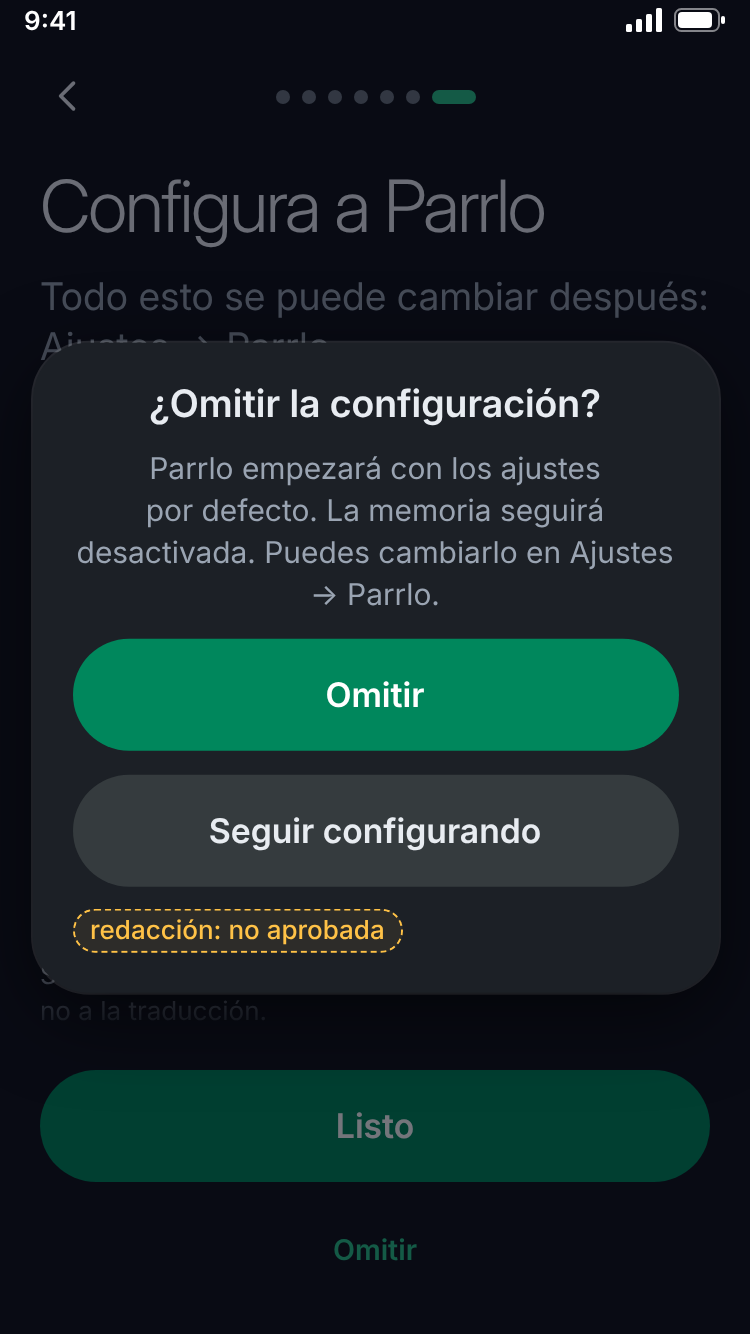 9:41
Configura a Parrlo
Todo esto se puede cambiar después:
Ajustes → Parrlo
¿Omitir la configuración?
Parrlo empezará con los ajustes
por defecto. La memoria seguirá
desactivada. Puedes cambiarlo en Ajustes
→ Parrlo.
Omitir
Seguir configurando
redacción: no aprobada
no a la traducción.
Listo
Omitir